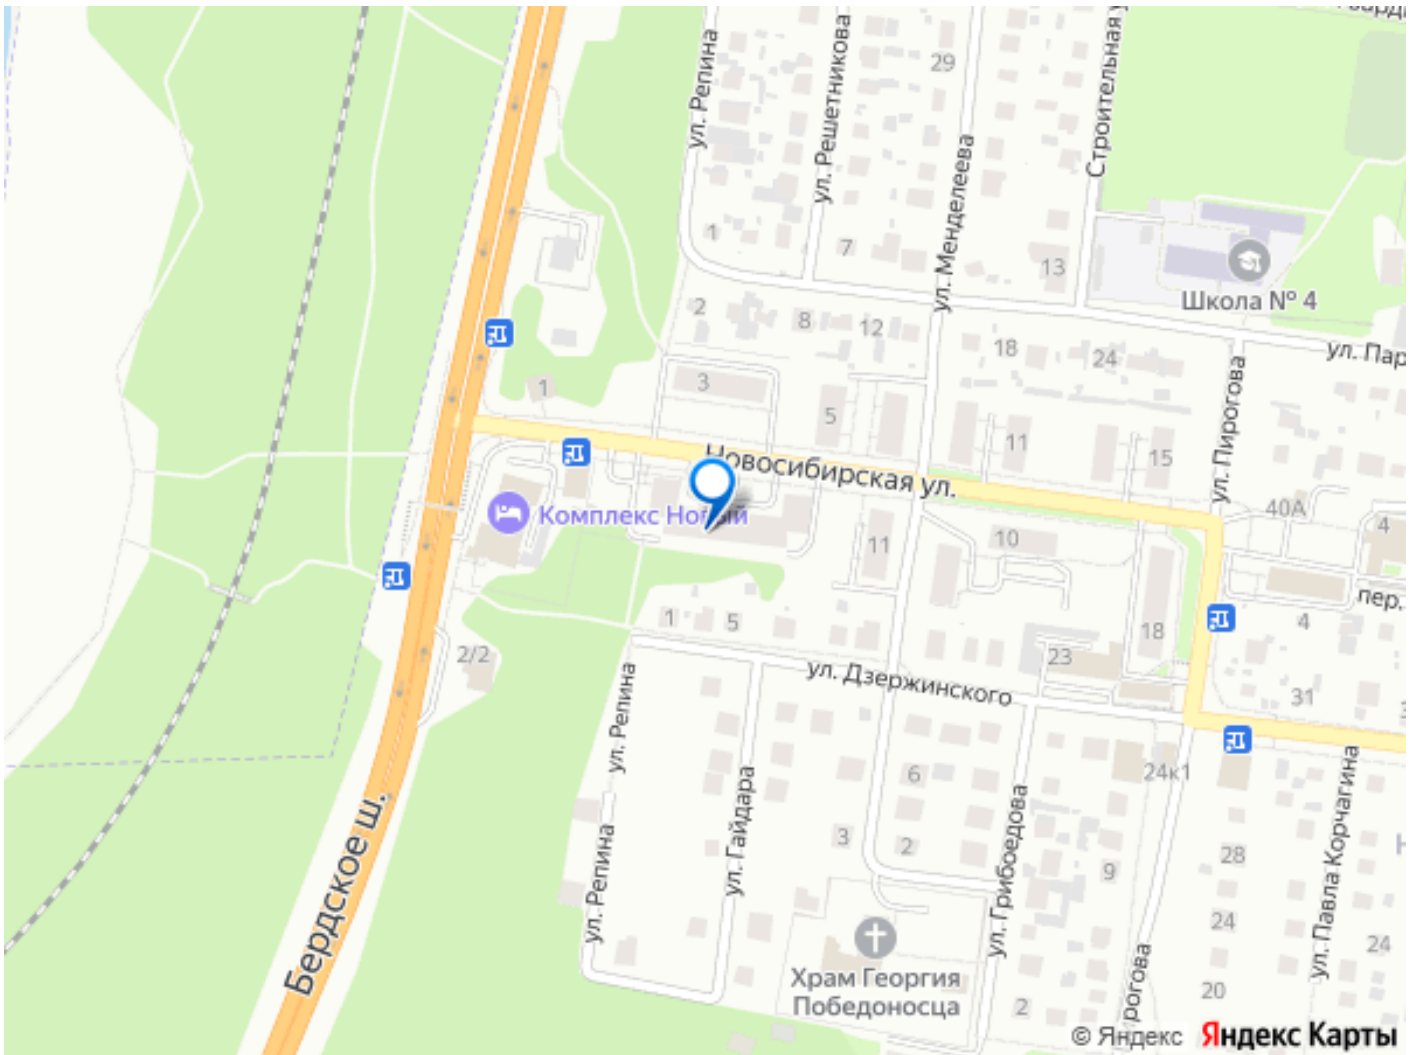 ул. Репина
ул. Решетникова
29
ул. Менделеева
Строительная у
1
7
13
Школа № 4
2
8
12
18
24
ул. Пар
1
3
5
11
15
ул. Пирогова
Новосибирская ул.
Комплекс Новый
40А
4
11
10
пер.
1
5
18
4
2/2
23
31
ул. Дзержинского
ул. Репина
24к1
6
ул. Гайдара
ул. Грибоедова
ул. Павла Корчагина
Бердское ш.
3
2
9
28
ул. Репина
24
24
Храм Георгия
Победоносца
20
2
рогова
© Яндекс
Яндекс Карты